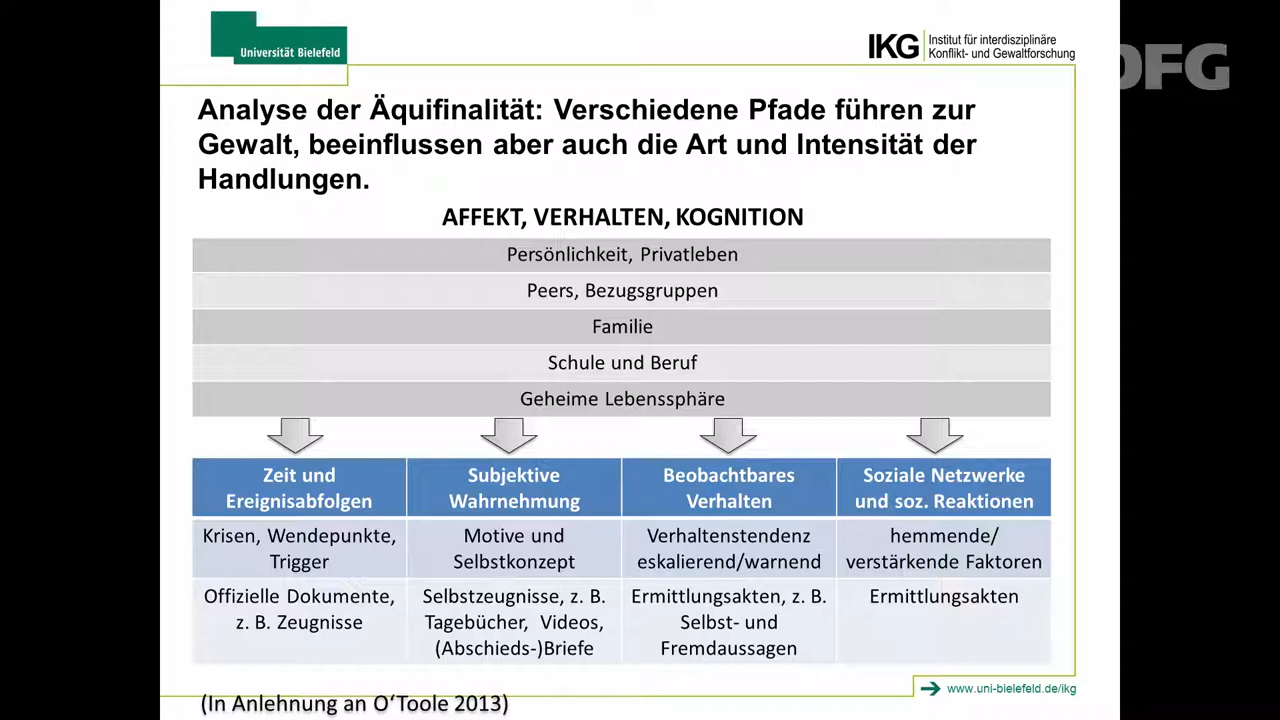 Universität Bielefeld
IKG Institut für interdisziplinäre
Konflikt- und Gewaltforschung
DFG
Analyse der Äquifinalität: Verschiedene Pfade führen zur
Gewalt, beeinflussen aber auch die Art und Intensität der
Handlungen.
AFFEKT, VERHALTEN, KOGNITION
Persönlichkeit, Privatleben
Peers, Bezugsgruppen
Familie
Schule und Beruf
Geheime Lebenssphäre
Zeit und
Ereignisabfolgen
Subjektive
Wahrnehmung
Beobachtbares
Verhalten
Soziale Netzwerke
und soz. Reaktionen
Krisen, Wendepunkte,
Trigger
Motive und
Selbstkonzept
Verhaltenstendenz
eskalierend/warnend
hemmende/
verstärkende Faktoren
Offizielle Dokumente,
z. B. Zeugnisse
Selbstzeugnisse, z. B.
Tagebücher, Videos,
(Abschieds-)Briefe
Ermittlungsakten, z. B.
Selbst- und
Fremdaussagen
Ermittlungsakten
www.uni-bielefeld.de/ikg
(In Anlehnung an O‘Toole 2013)